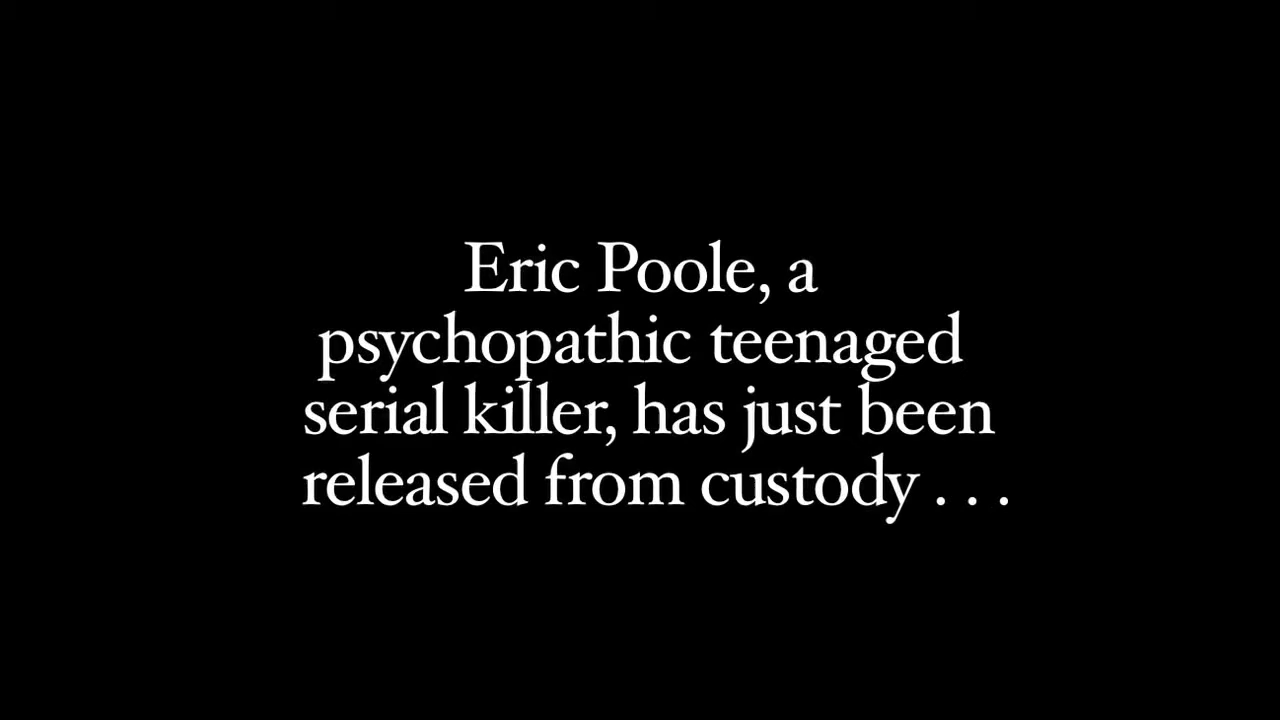 Eric Poole, a
psychopathic teenaged
serial killer, has just been
released from custody . . .